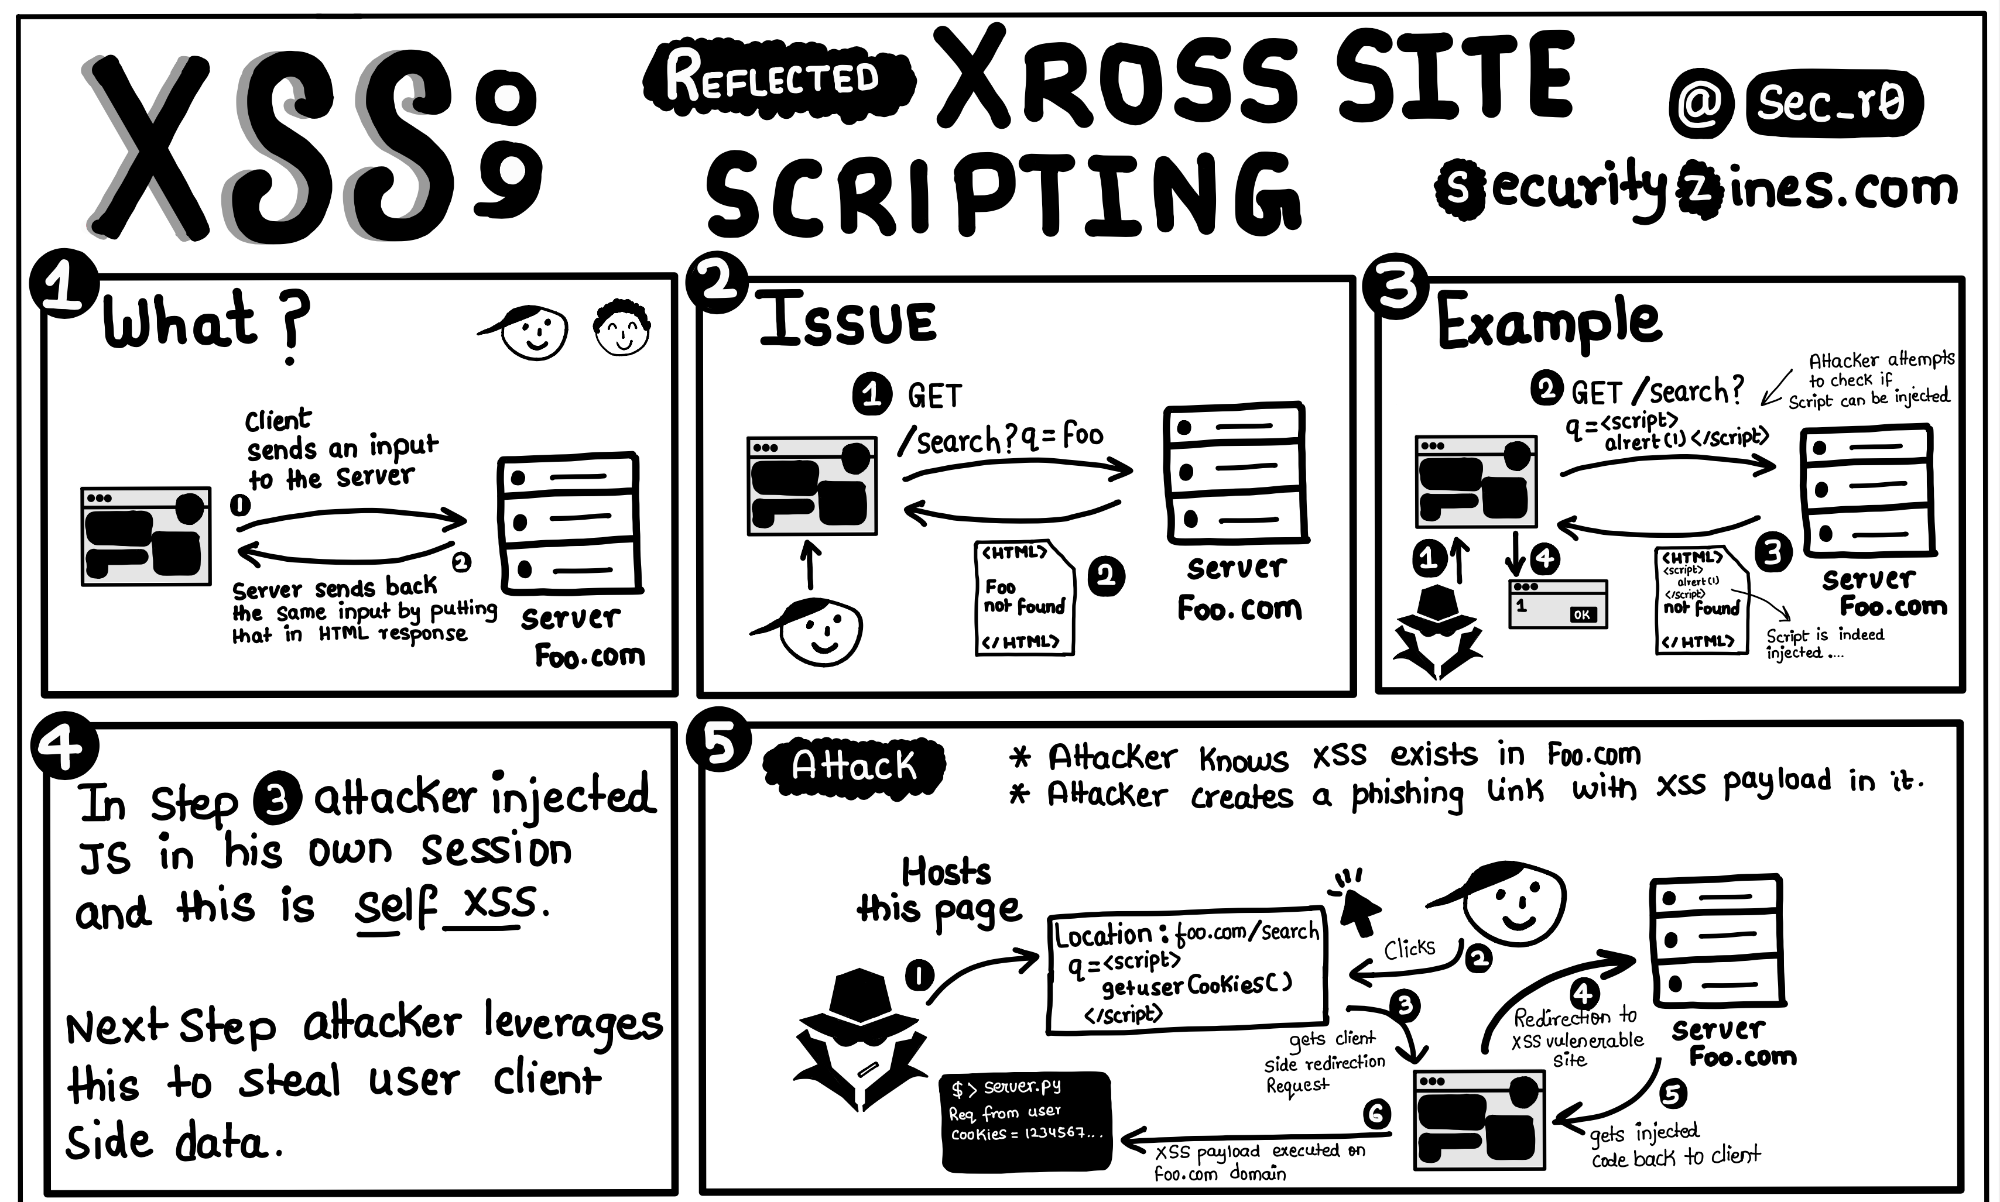 XSS:
REFLECTED XROSS SITE
SCRIPTING
@ Sec_r0
SecurityZines.com
1
What ?
Client
sends an input
to the Server
1
2
Server sends back
the same input by putting
that in HTML response
Server
Foo.com
2
ISSUE
1 GET
/Search?q=Foo
<HTML>
Foo
not found
</HTML>
2
Server
Foo.com
3
Example
Attacker attempts
to check if
Script can be injected
2 GET /search?
q=<script>
alrert(1)</script>
1
4
1
OK
<HTML>
<script>
alrert(1)
</script>
not found
</HTML>
3
Server
Foo.com
Script is indeed
injected ....
4
In Step 3 attacker injected
JS in his own session
and this is self XSS.
Next Step attacker leverages
this to steal user client
Side data.
5
Attack
* Attacker Knows XSS exists in Foo.com
* Attacker creates a phishing link with XSS payload in it.
Hosts
this page
1
Location: foo.com/search
q=<script>
getuserCookies()
</script>
Clicks
2
3
gets client
side redirection
Request
4
Redirection to
XSS vulenerable
site
Server
Foo.com
5
gets injected
Code back to client
6
XSS payload executed on
foo.com domain
$ > server.py
Req from user
Cookies = 1234567...